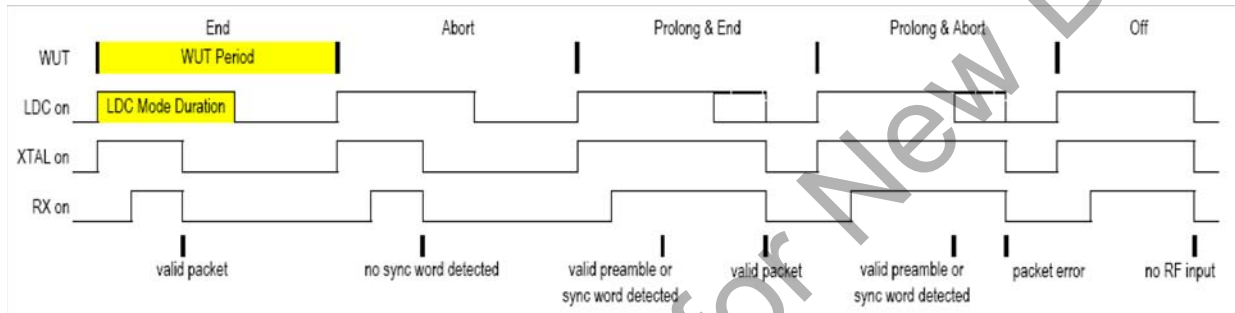 End Abort Prolong & End Prolong & Abort Off
WUT WUT Period
LDC on LDC Mode Duration
XTAL on
RX on
valid packet no sync word detected valid preamble or valid packet valid preamble or packet error no RF input
sync word detected sync word detected
for New